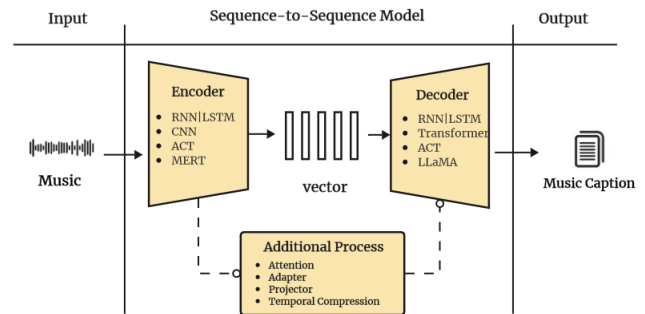 Input
Sequence-to-Sequence Model
Output
Encoder
• RNN|LSTM
• CNN
• ACT
• MERT
Decoder
• RNN|LSTM
• Transformer
• ACT
• LLaMA
Music
vector
Music Caption
Additional Process
• Attention
• Adapter
• Projector
• Temporal Compression